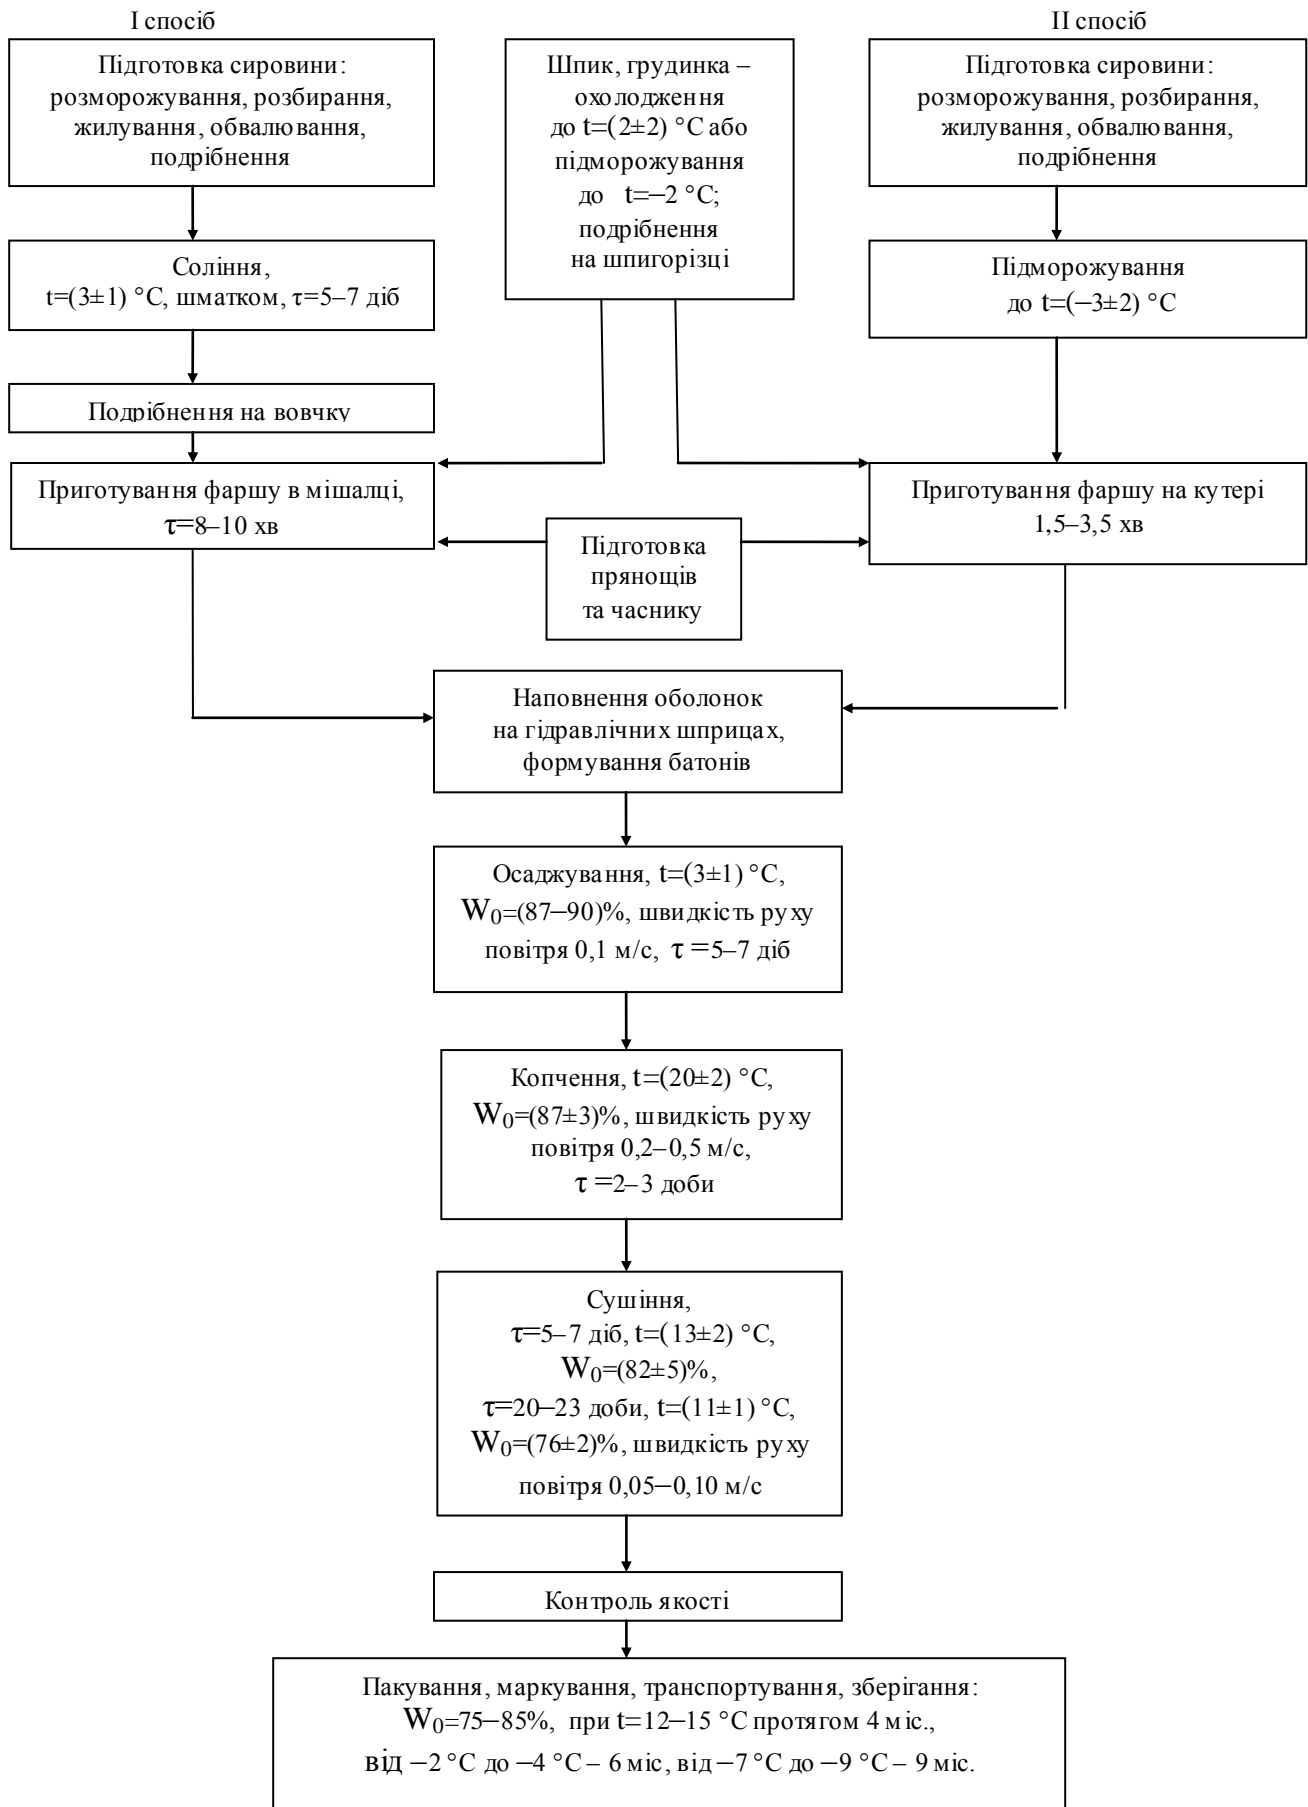 I спосіб
II спосіб
Підготовка сировини:
розморожування, розбирання,
жилування, обвалювання,
подрібнення
Шпик, грудинка –
охолодження
до t=(2±2) °С або
підморожування
до t=–2 °С;
подрібнення
на шпигорізці
Підготовка сировини:
розморожування, розбирання,
жилування, обвалювання,
подрібнення
Соління,
t=(3±1) °С, шматком, τ=5–7 діб
Підморожування
до t=(–3±2) °С
Подрібнення на вовчку
Приготування фаршу в мішалці,
τ=8–10 хв
Приготування фаршу на кутері
1,5–3,5 хв
Підготовка
прянощів
та часнику
Наповнення оболонок
на гідравлічних шприцах,
формування батонів
Осаджування, t=(3±1) °С,
W0=(87–90)%, швидкість руху
повітря 0,1 м/с, τ =5–7 діб
Копчення, t=(20±2) °С,
W0=(87±3)%, швидкість руху
повітря 0,2–0,5 м/с,
τ =2–3 доби
Сушіння,
τ=5–7 діб, t=(13±2) °С,
W0=(82±5)%,
τ=20–23 доби, t=(11±1) °С,
W0=(76±2)%, швидкість руху
повітря 0,05–0,10 м/с
Контроль якості
Пакування, маркування, транспортування, зберігання:
W0=75–85%, при t=12–15 °С протягом 4 міс.,
від –2 °С до –4 °С – 6 міс, від –7 °С до –9 °С – 9 міс.